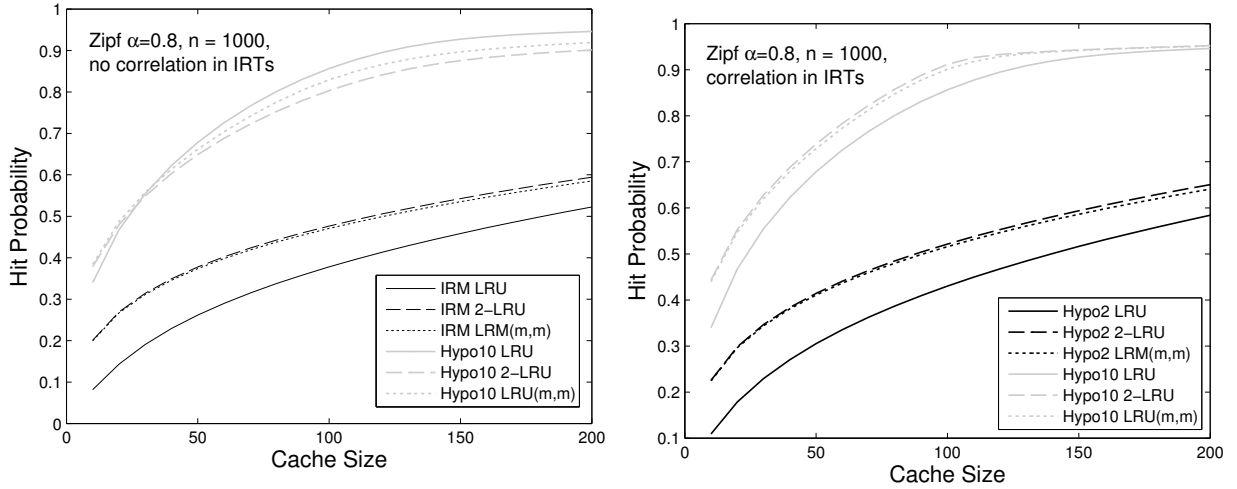 Zipf α=0.8, n = 1000,
no correlation in IRTs
Hit Probability
1
0.9
0.8
0.7
0.6
0.5
0.4
0.3
0.2
0.1
0
0
50
100
150
200
Cache Size
IRM LRU
IRM 2−LRU
IRM LRM(m,m)
Hypo10 LRU
Hypo10 2−LRU
Hypo10 LRU(m,m)
Zipf α=0.8, n = 1000,
correlation in IRTs
Hit Probability
1
0.9
0.8
0.7
0.6
0.5
0.4
0.3
0.2
0.1
0
50
100
150
200
Cache Size
Hypo2 LRU
Hypo2 2−LRU
Hypo2 LRM(m,m)
Hypo10 LRU
Hypo10 2−LRU
Hypo10 LRU(m,m)